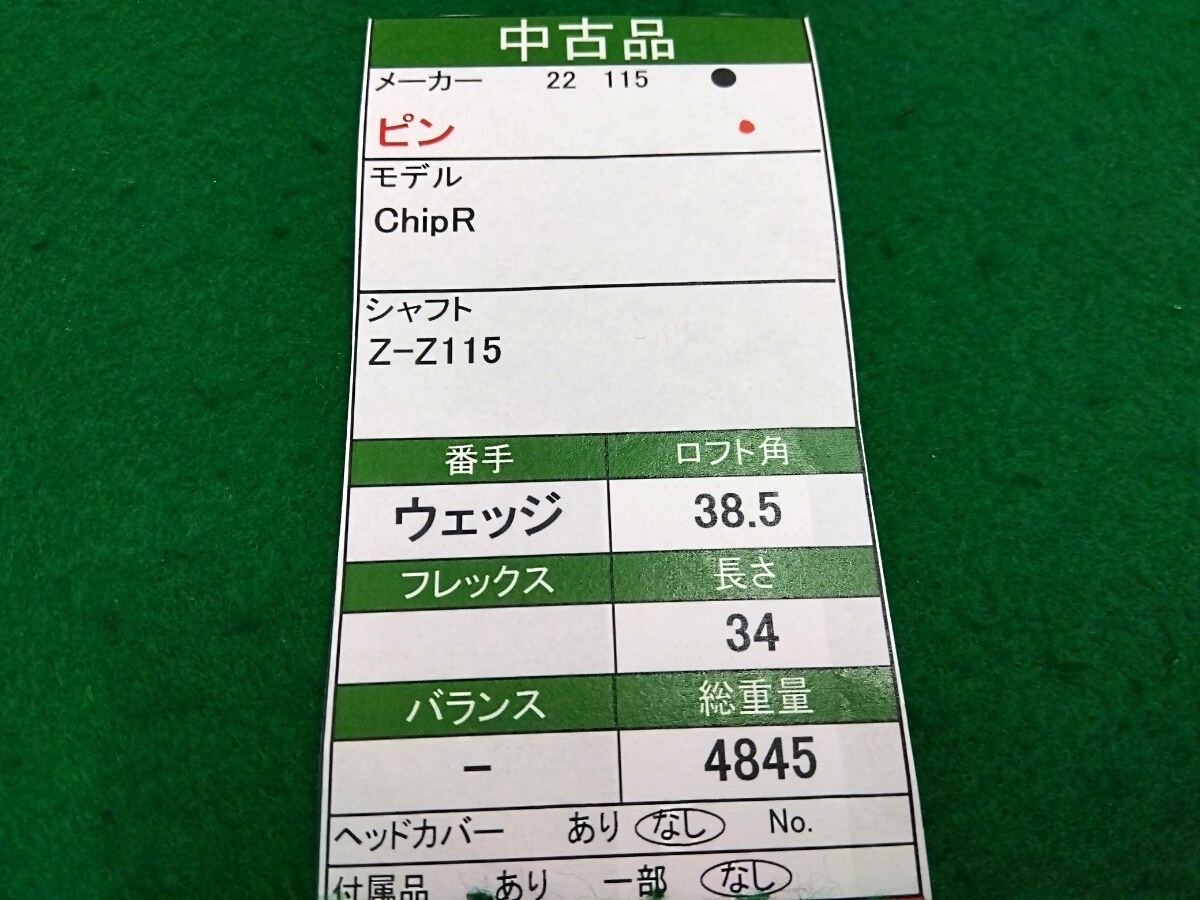 中古品
メーカー 22 115 ●
ピン
モデル
ChipR
シャフト
Z-Z115
番手 ロフト角
ウェッジ 38.5
フレックス 長さ
34
バランス 総重量
- 4845
ヘッドカバー あり なし No.
付属品 あり 一部 なし